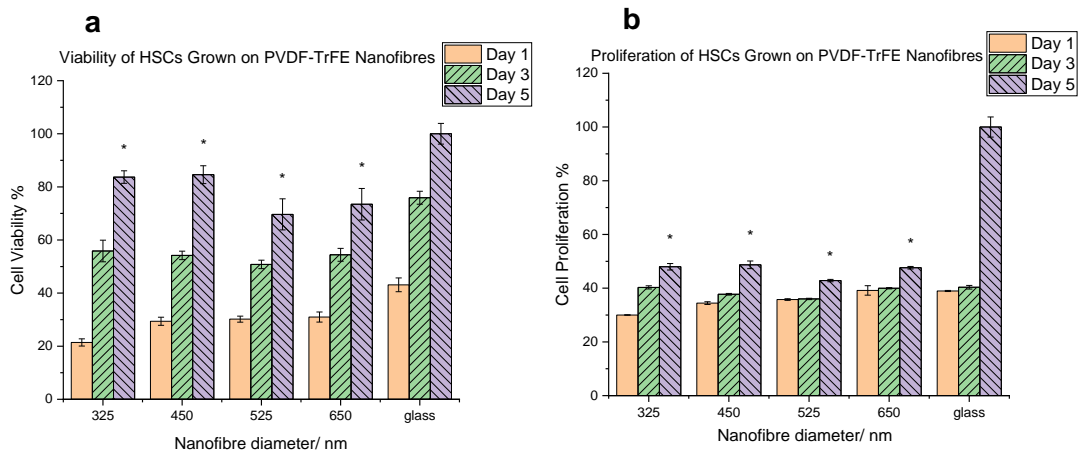 a
Viability of HSCs Grown on PVDF-TrFE Nanofibres
Day 1
Day 3
Day 5
120
100
80
60
40
20
0
Cell Viability %
* * * *
325 450 525 650 glass
Nanofibre diameter/ nm
b
Proliferation of HSCs Grown on PVDF-TrFE Nanofibres
Day 1
Day 3
Day 5
120
100
80
60
40
20
0
Cell Proliferation %
* * * *
325 450 525 650 glass
Nanofibre diameter/ nm